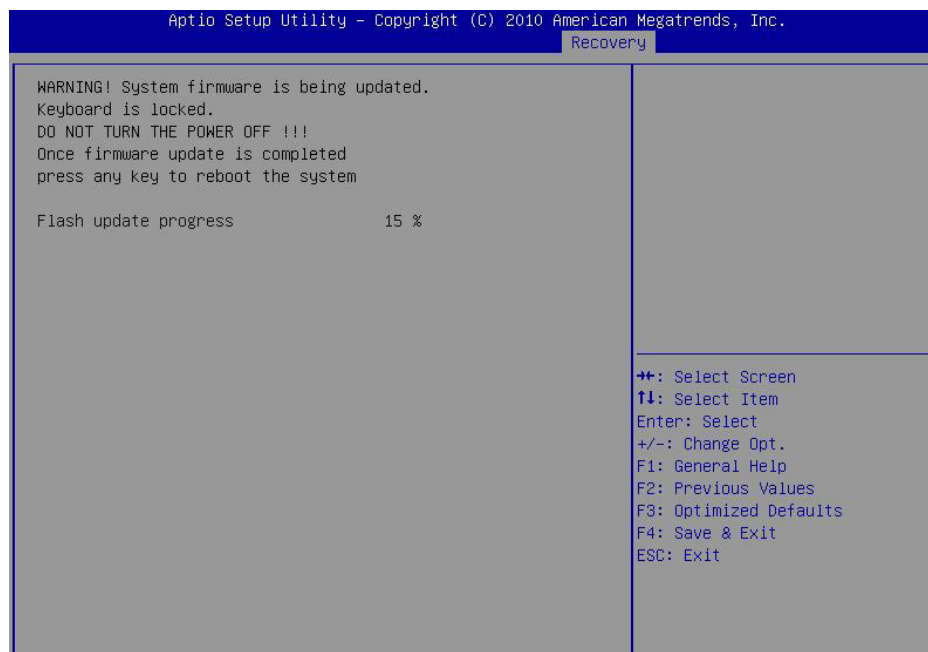 Aptio Setup Utility – Copyright (C) 2010 American Megatrends, Inc.
Recovery
WARNING! System firmware is being updated.
Keyboard is locked.
DO NOT TURN THE POWER OFF !!!
Once firmware update is completed
press any key to reboot the system
Flash update progress 15 %
→←: Select Screen
↑↓: Select Item
Enter: Select
+/-: Change Opt.
F1: General Help
F2: Previous Values
F3: Optimized Defaults
F4: Save & Exit
ESC: Exit